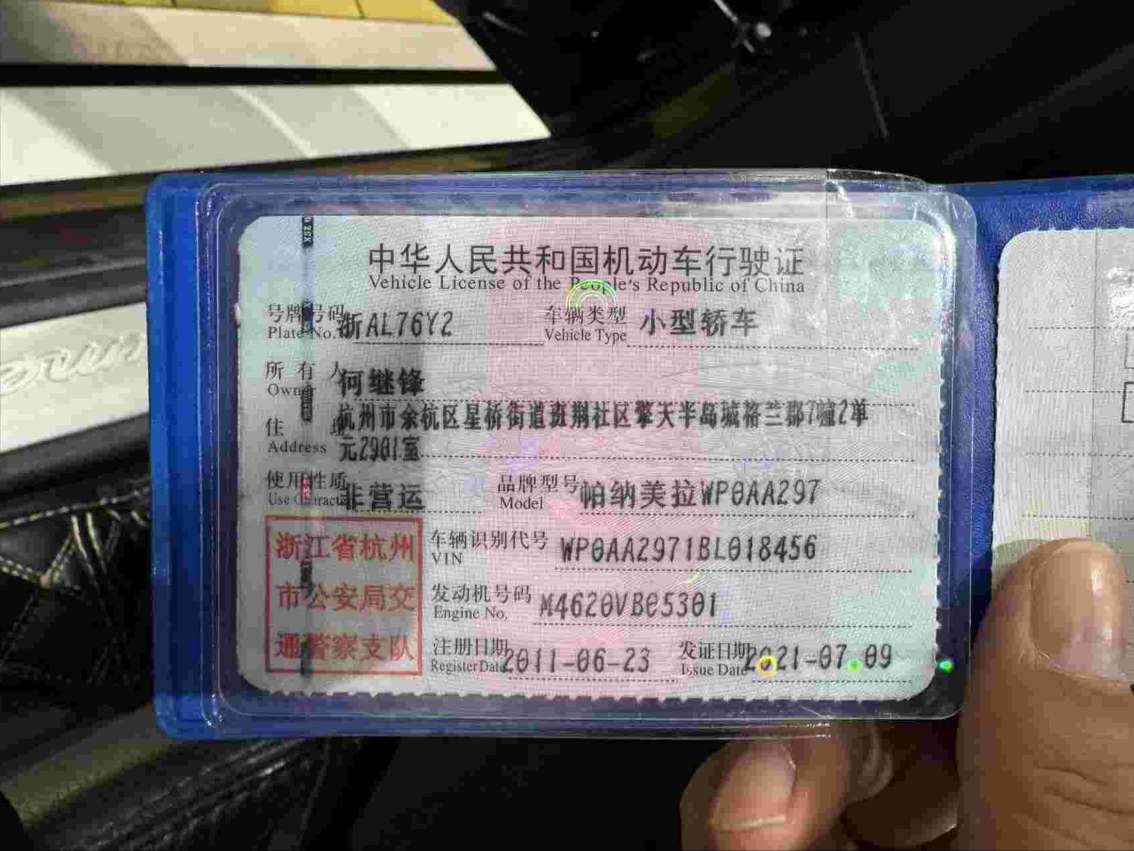 中华人民共和国机动车行驶证
Vehicle License of the People's Republic of China
号牌号码 浙AL76Y2 车辆类型 小型轿车
Plate No. Vehicle Type
所有人 何继锋
Owner
住址 杭州市余杭区星桥街道班荆社区擎天半岛城裕兰郡7幢2单
Address 元2901室
使用性质 非营运 品牌型号 帕纳美拉WP0AA297
Use Character Model
浙江省杭州
市公安局交
通警察支队
车辆识别代号 WP0AA2971BL018456
VIN
发动机号码 M4620VB05301
Engine No.
注册日期 2011-06-23 发证日期 2021-07-09
Register Date Issue Date